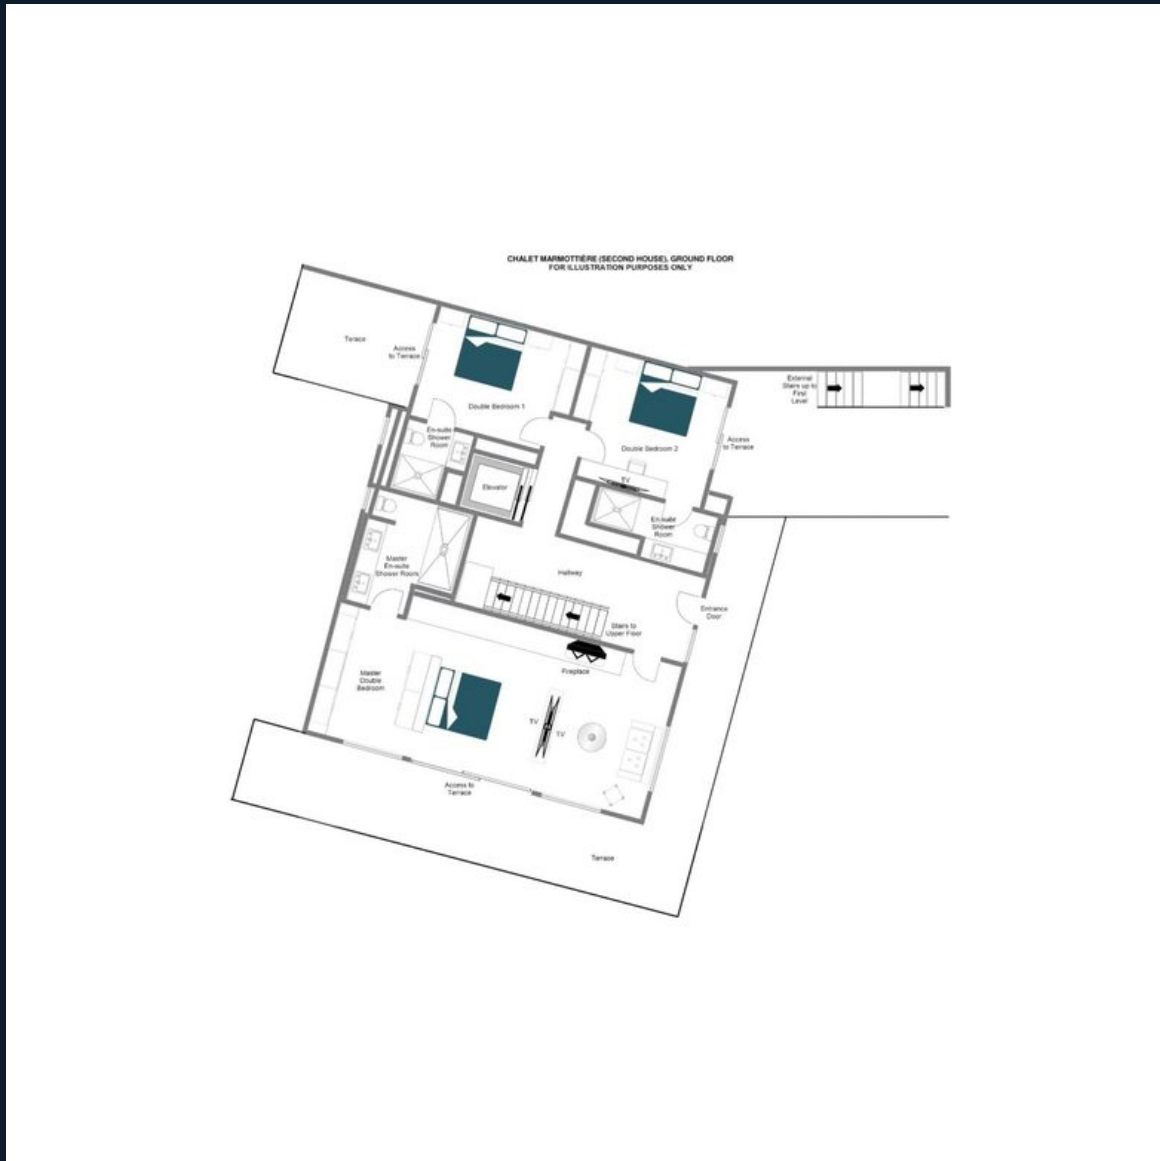 CHALET MARMOTTIÈRE (SECOND HOUSE), GROUND FLOOR
FOR ILLUSTRATION PURPOSES ONLY
Terace
Access
to Terrace
Double Bedroom 1
External
Stairs up to
First
Level
En-suite
Shower
Room
Double Bedroom 2
Access
to Terrace
Elevator
TV
En-suite
Shower
Room
Master
En-suite
Shower Room
Hallway
Entrance
Door
Stairs to
Upper Floor
Fireplace
Master
Double
Bedroom
TV
TV
Access to
Terrace
Terrace